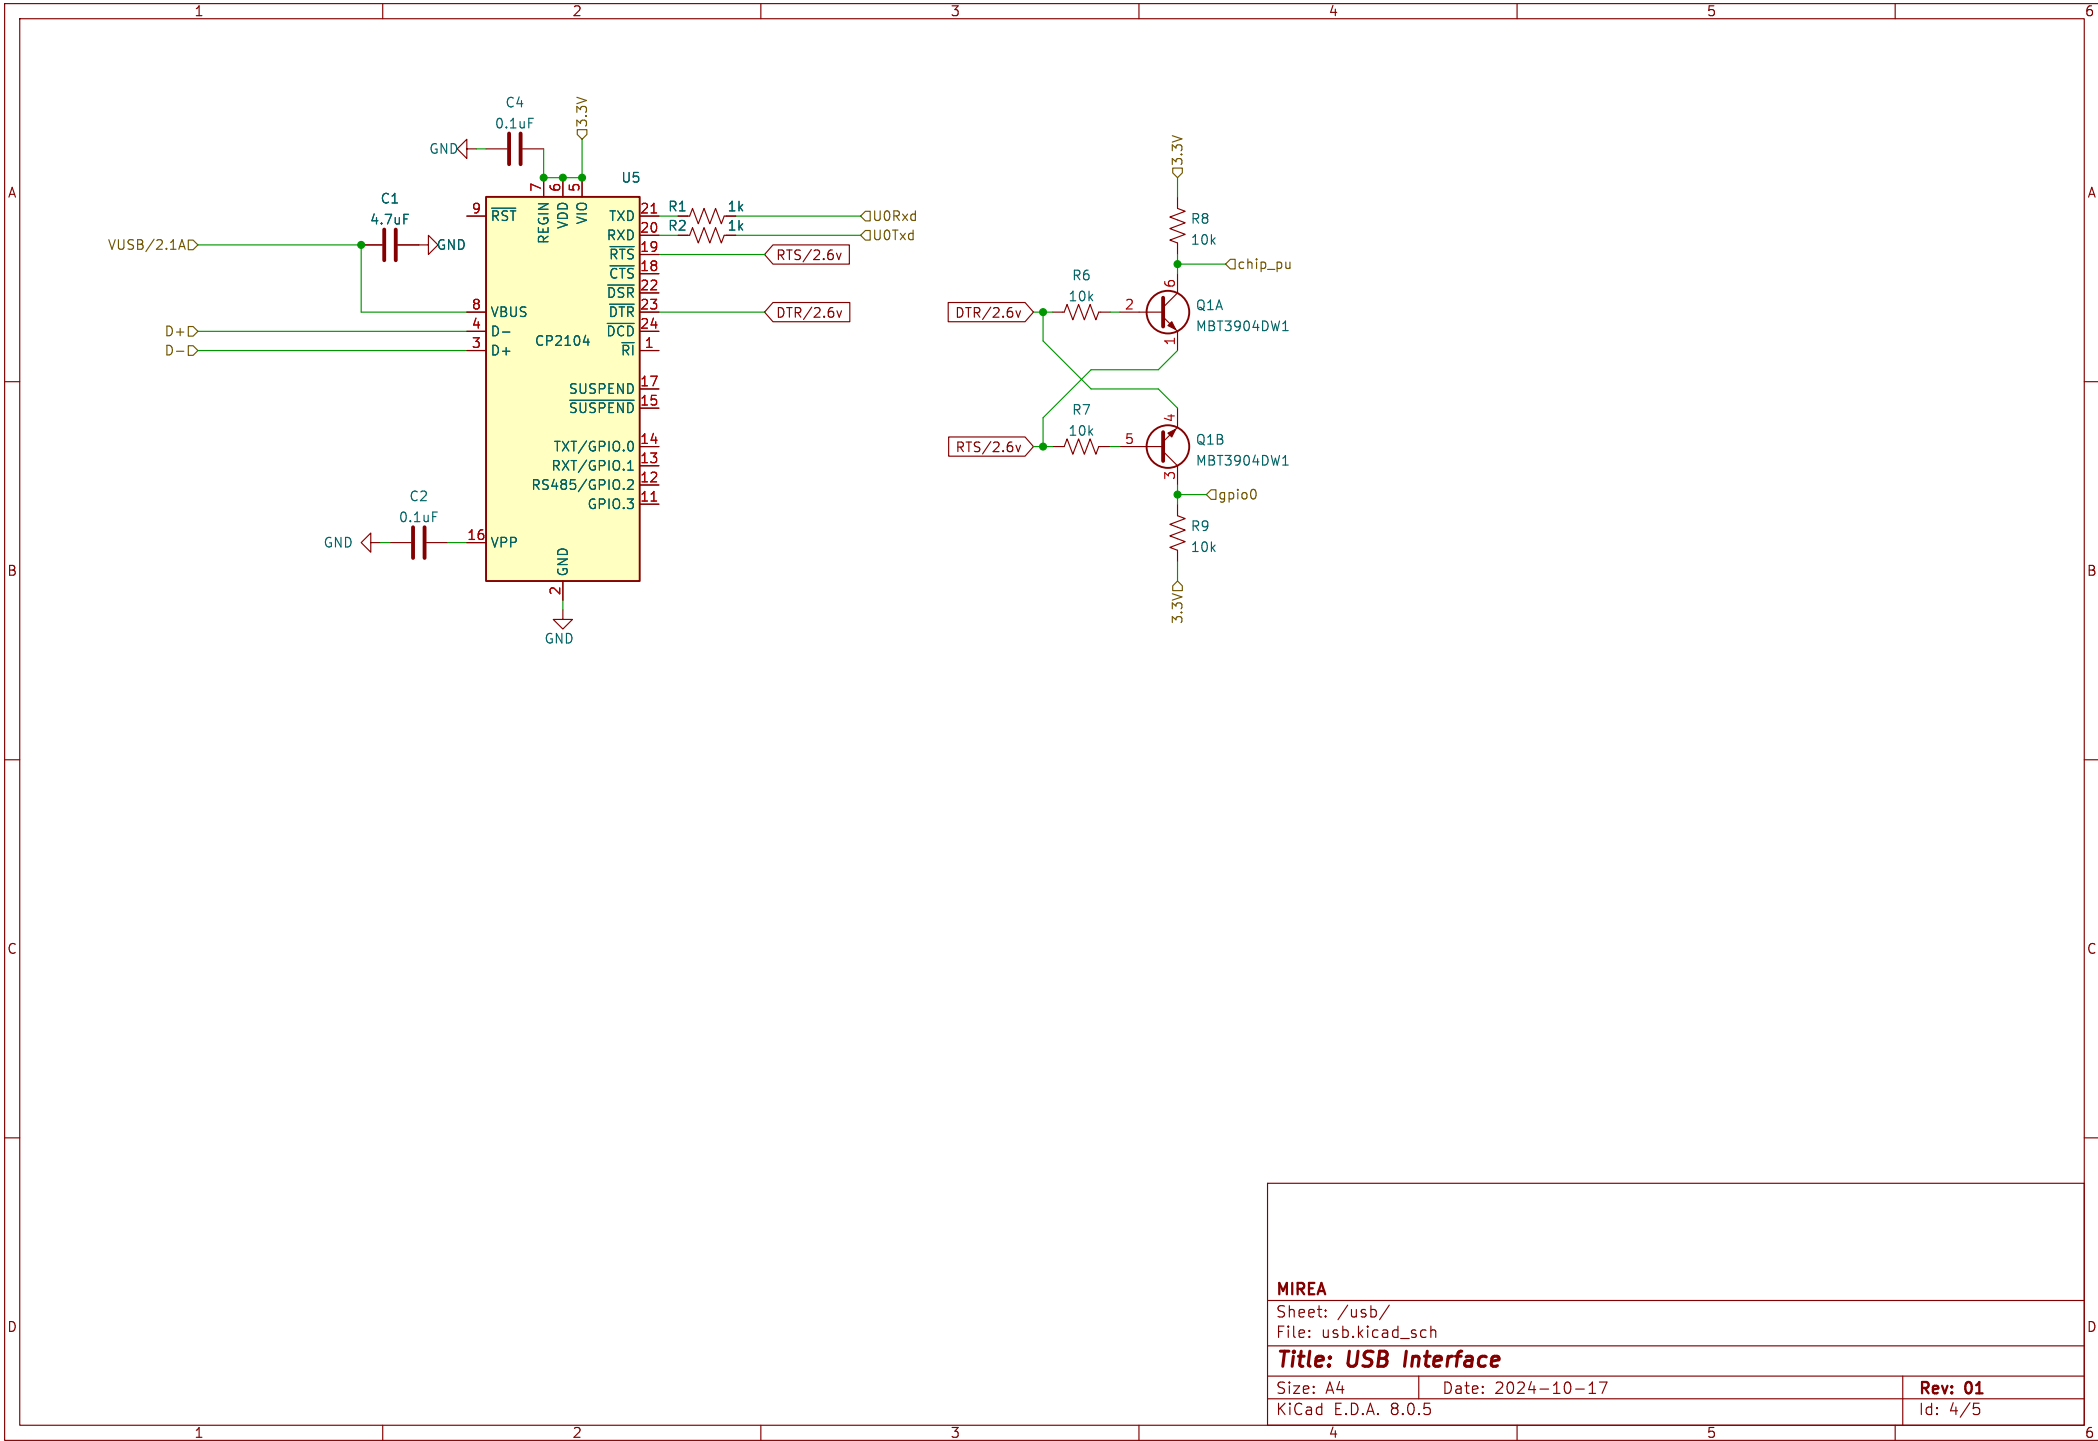 1 2 3 4 5 6
A A
B B
C C
D D
1 2 3 4 5 6
C4
0.1uF
GND
3.3V
U5
C1
4.7uF
GND
VUSB/2.1A
D+
D-
7 6 5
REGIN VDD VIO
9 RST
8 VBUS
4 D-
3 D+
CP2104
16 VPP
GND
2
GND
C2
0.1uF
GND
TXD 21
RXD 20
RTS 19
CTS 18
DSR 22
DTR 23
DCD 24
RI 1
SUSPEND 17
SUSPEND 15
TXT/GPIO.0 14
RXT/GPIO.1 13
RS485/GPIO.2 12
GPIO.3 11
R1 1k
R2 1k
U0Rxd
U0Txd
RTS/2.6v
DTR/2.6v
3.3V
R8
10k
chip_pu
DTR/2.6v
R6
10k
2
6
1
Q1A
MBT3904DW1
RTS/2.6v
R7
10k
5
4
3
Q1B
MBT3904DW1
gpio0
R9
10k
3.3V
MIREA
Sheet: /usb/
File: usb.kicad_sch
Title: USB Interface
Size: A4 Date: 2024-10-17 Rev: 01
KiCad E.D.A. 8.0.5 Id: 4/5